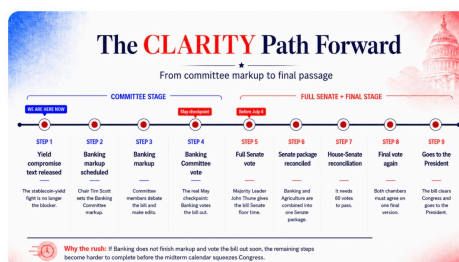 The CLARITY Path Forward
From committee markup to final passage
COMMITTEE STAGE
FULL SENATE + FINAL STAGE
WE ARE HERE NOW
May checkpoint
Before July 4
STEP 1
Yield
compromise
text released
The stablecoin-yield
fight is no longer
the blocker.
STEP 2
Banking
markup
scheduled
Chair Tim Scott
sets the Banking
Committee
markup.
STEP 3
Banking
markup
Committee
members debate
the bill and
make edits.
STEP 4
Banking
Committee
vote
The real May
checkpoint:
Banking votes
the bill out.
STEP 5
Full Senate
vote
Majority Leader
John Thune gives
the bill Senate
floor time.
STEP 6
Senate package
reconciled
Banking and
Agriculture are
combined into
one Senate
package.
STEP 7
House-Senate
reconciliation
It needs
60 votes
to pass.
STEP 8
Final vote
again
Both chambers
must agree on
one final
version.
STEP 9
Goes to the
President
The bill clears
Congress and
goes to the
President.
Why the rush: If Banking does not finish markup and vote the bill out soon, the remaining steps
become harder to complete before the midterm calendar squeezes Congress.